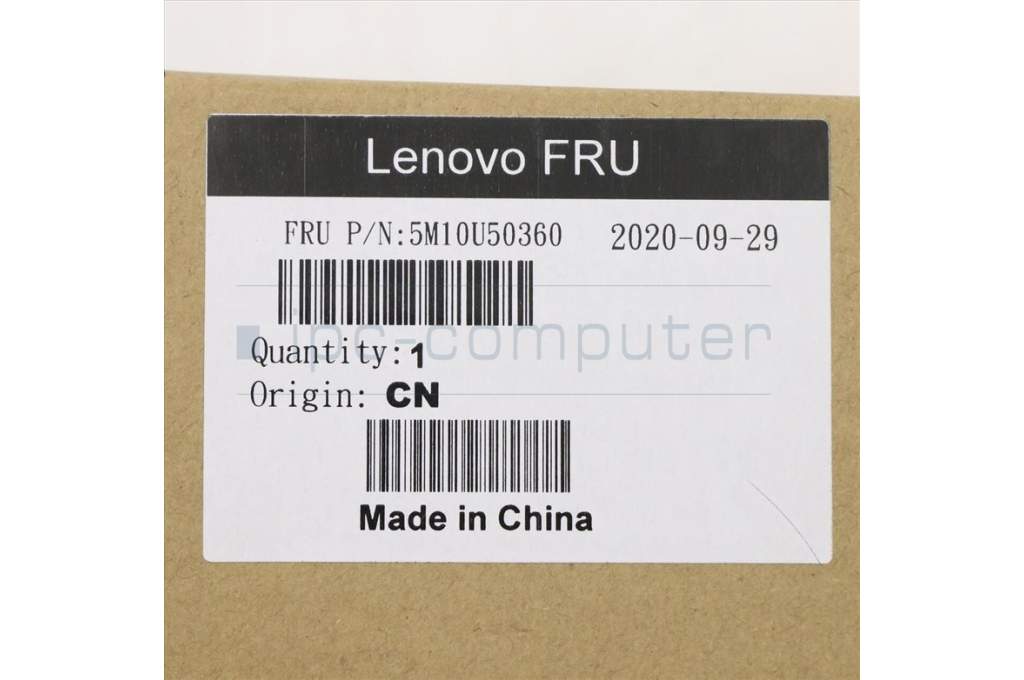 Lenovo FRU
FRU P/N:5M10U50360 2020-09-29
ipc-computer
Quantity:1
Origin: CN
Made in China